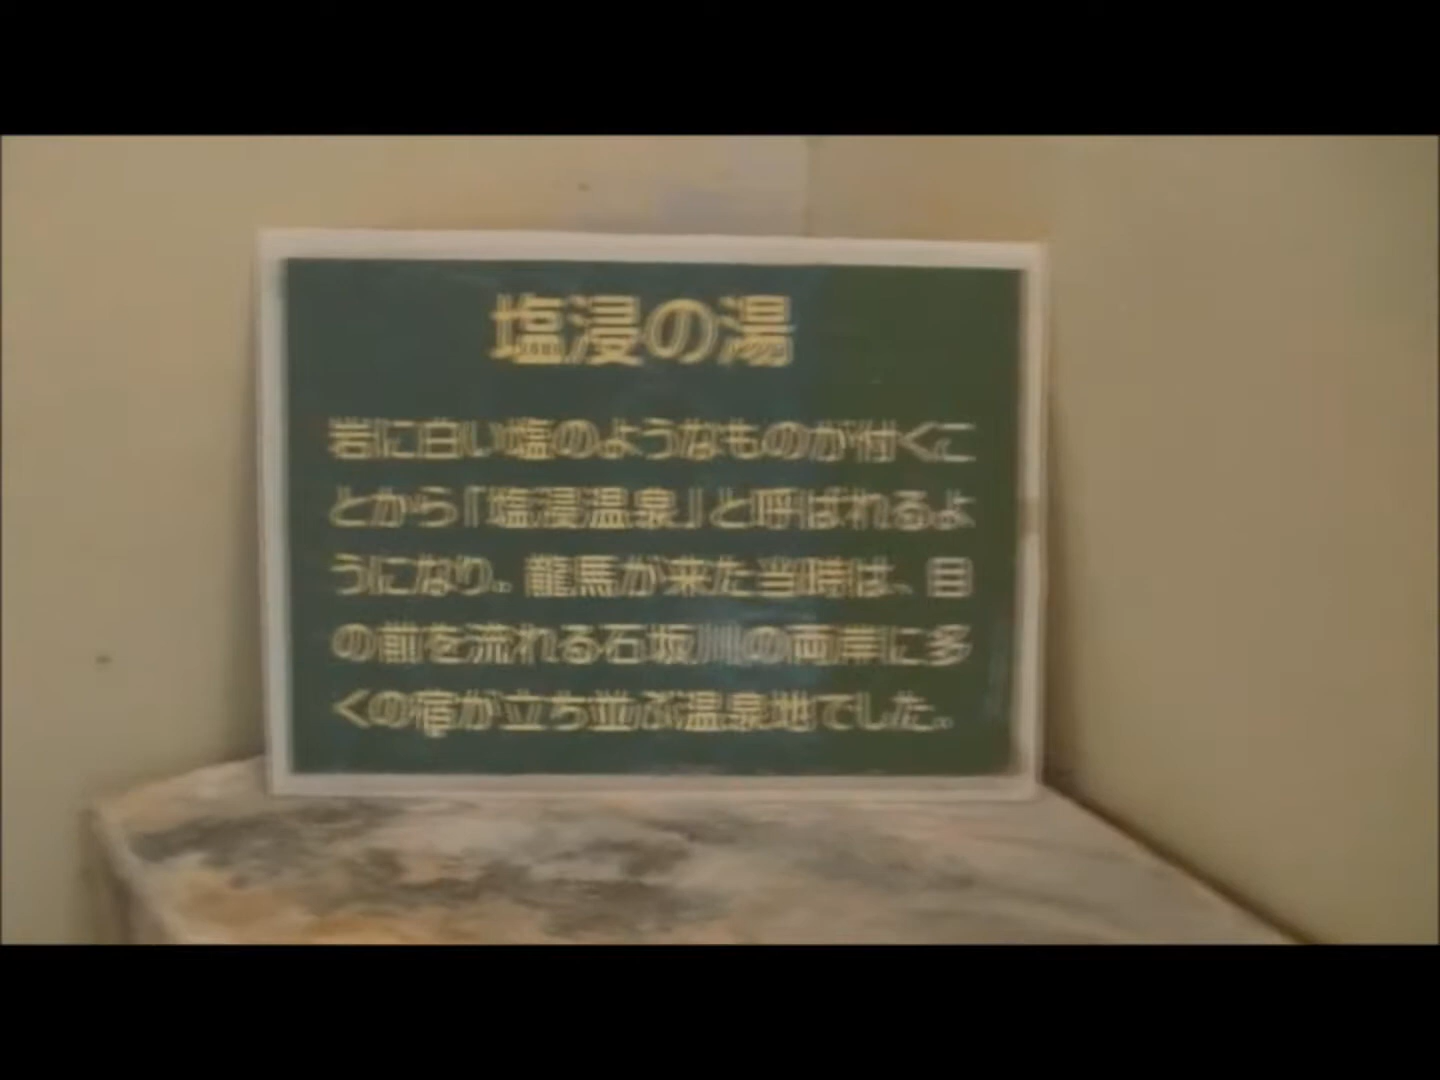 塩浸の湯
岩に白い塩のようなものが付くこ
とから「塩浸温泉」と呼ばれるよ
うになり。龍馬が来た当時は、目
の前を流れる石坂川の両岸に多
くの宿が立ち並ぶ温泉地でした。